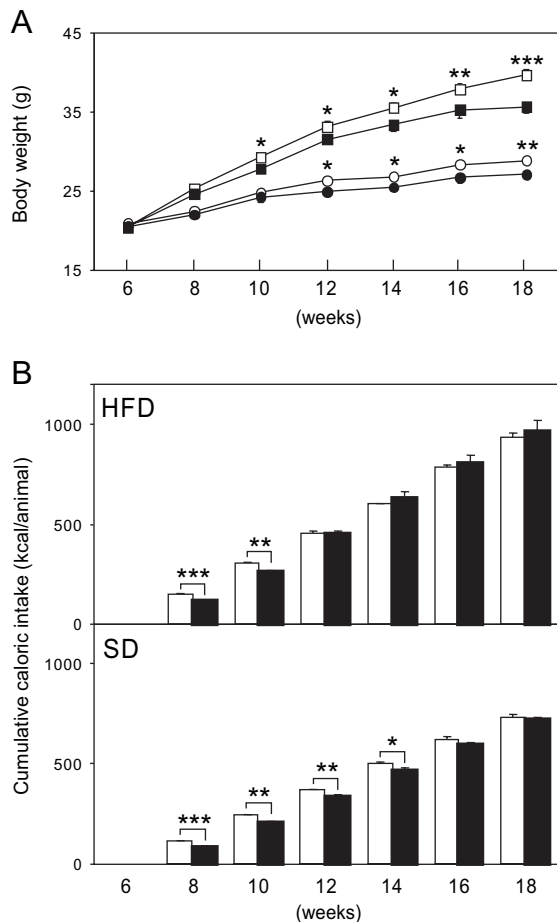 A
45
35
25
15
Body weight (g)
* * * ** ***
* * * **
6 8 10 12 14 16 18
(weeks)
B
HFD
1000
500
0
*** **
SD
1000
500
0
*** ** ** *
Cumulative caloric intake (kcal/animal)
6 8 10 12 14 16 18
(weeks)